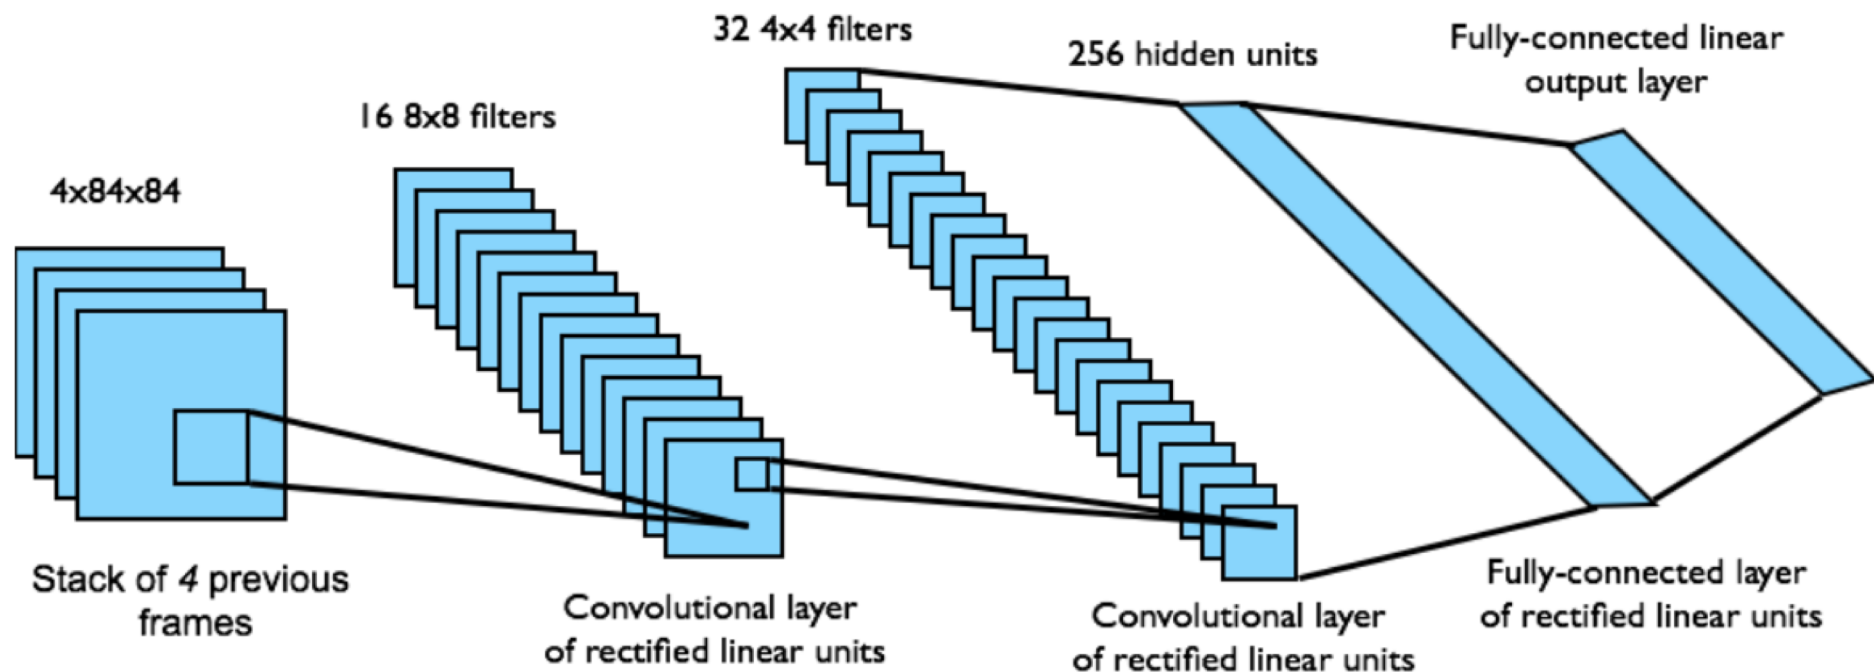 4x84x84
Stack of 4 previous
frames
16 8x8 filters
Convolutional layer
of rectified linear units
32 4x4 filters
Convolutional layer
of rectified linear units
256 hidden units
Fully-connected layer
of rectified linear units
Fully-connected linear
output layer